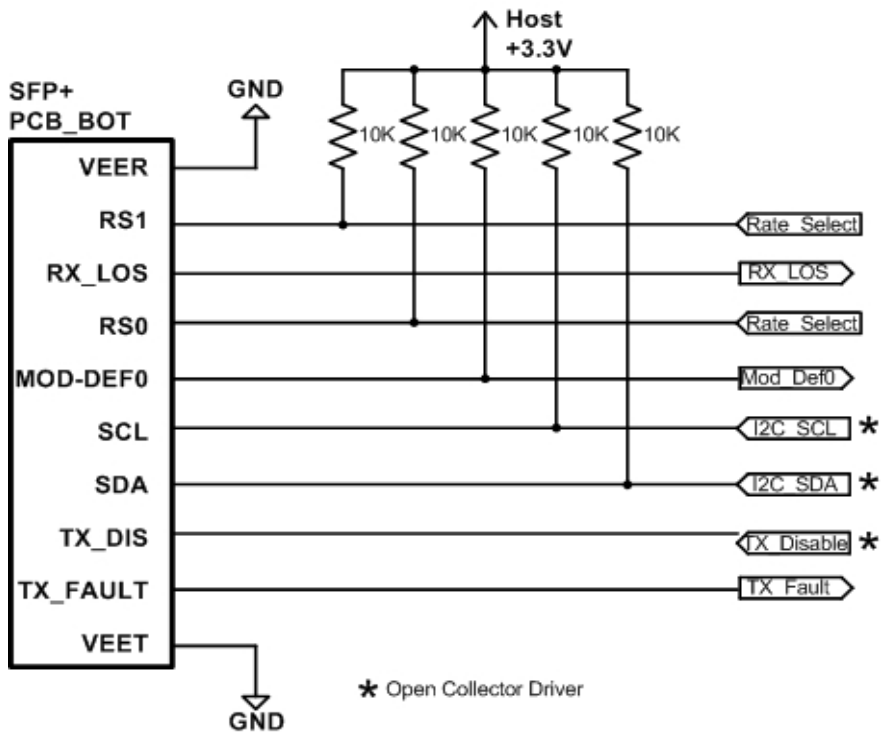 Host
+3.3V
SFP+
PCB_BOT
GND
10K
10K
10K
10K
10K
VEER
RS1
Rate_Select
RX_LOS
RX_LOS
RS0
Rate_Select
MOD-DEF0
Mod_Def0
SCL
I2C_SCL *
SDA
I2C_SDA *
TX_DIS
TX_Disable *
TX_FAULT
TX_Fault
VEET
* Open Collector Driver
GND